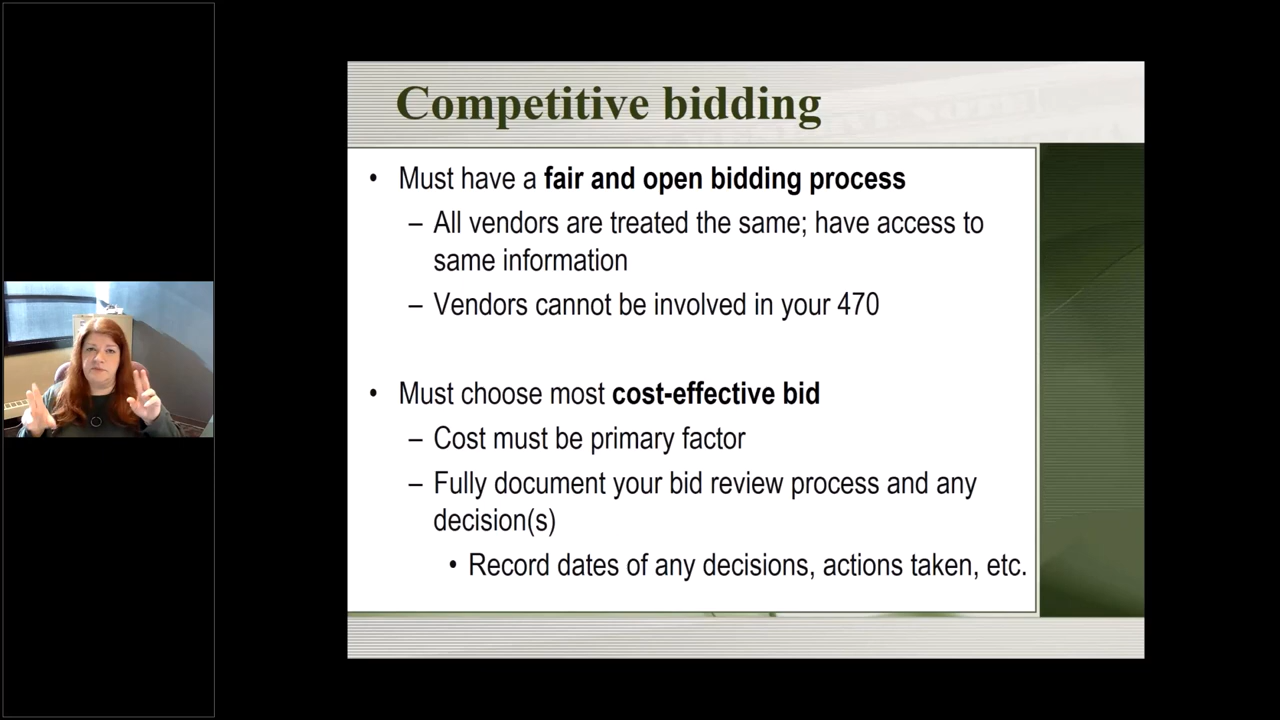 Competitive bidding
• Must have a fair and open bidding process
– All vendors are treated the same; have access to
same information
– Vendors cannot be involved in your 470
• Must choose most cost-effective bid
– Cost must be primary factor
– Fully document your bid review process and any
decision(s)
• Record dates of any decisions, actions taken, etc.